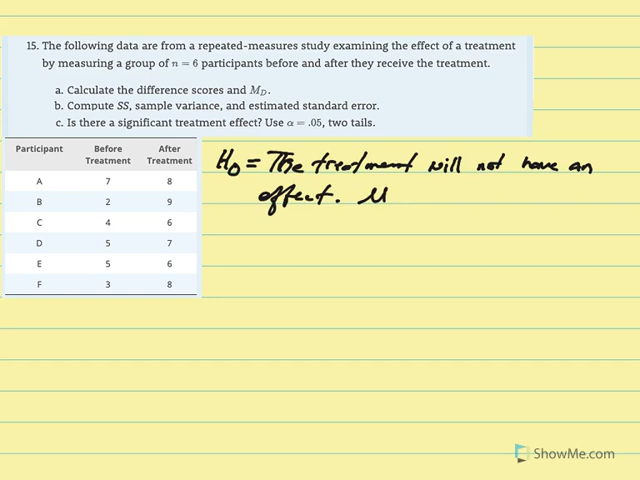 15. The following data are from a repeated-measures study examining the effect of a treatment
by measuring a group of n = 6 participants before and after they receive the treatment.
a. Calculate the difference scores and M_D.
b. Compute SS, sample variance, and estimated standard error.
c. Is there a significant treatment effect? Use α = .05, two tails.
Participant Before Treatment After Treatment
A 7 8
B 2 9
C 4 6
D 5 7
E 5 6
F 3 8
H₀ = The treatment will not have an
effect. M
ShowMe.com